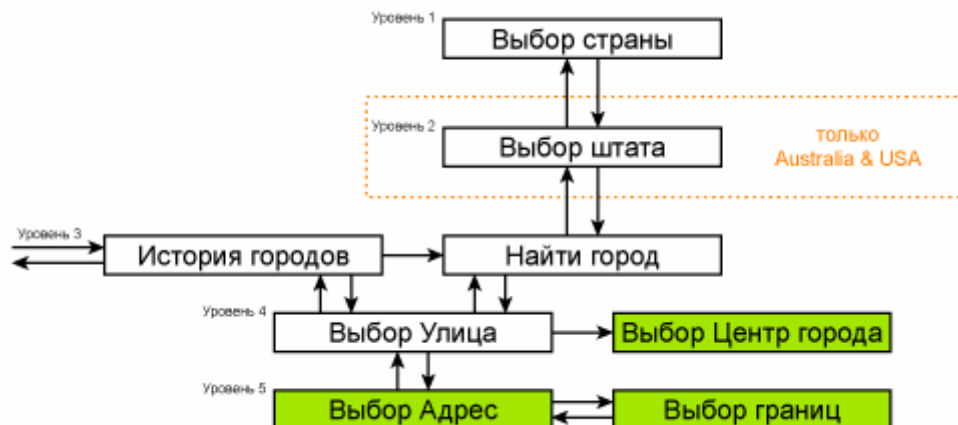 Уровень 1
Выбор страны
Уровень 2
Выбор штата
только
Australia & USA
Уровень 3
История городов
Найти город
Уровень 4
Выбор Улица
Выбор Центр города
Уровень 5
Выбор Адрес
Выбор границ